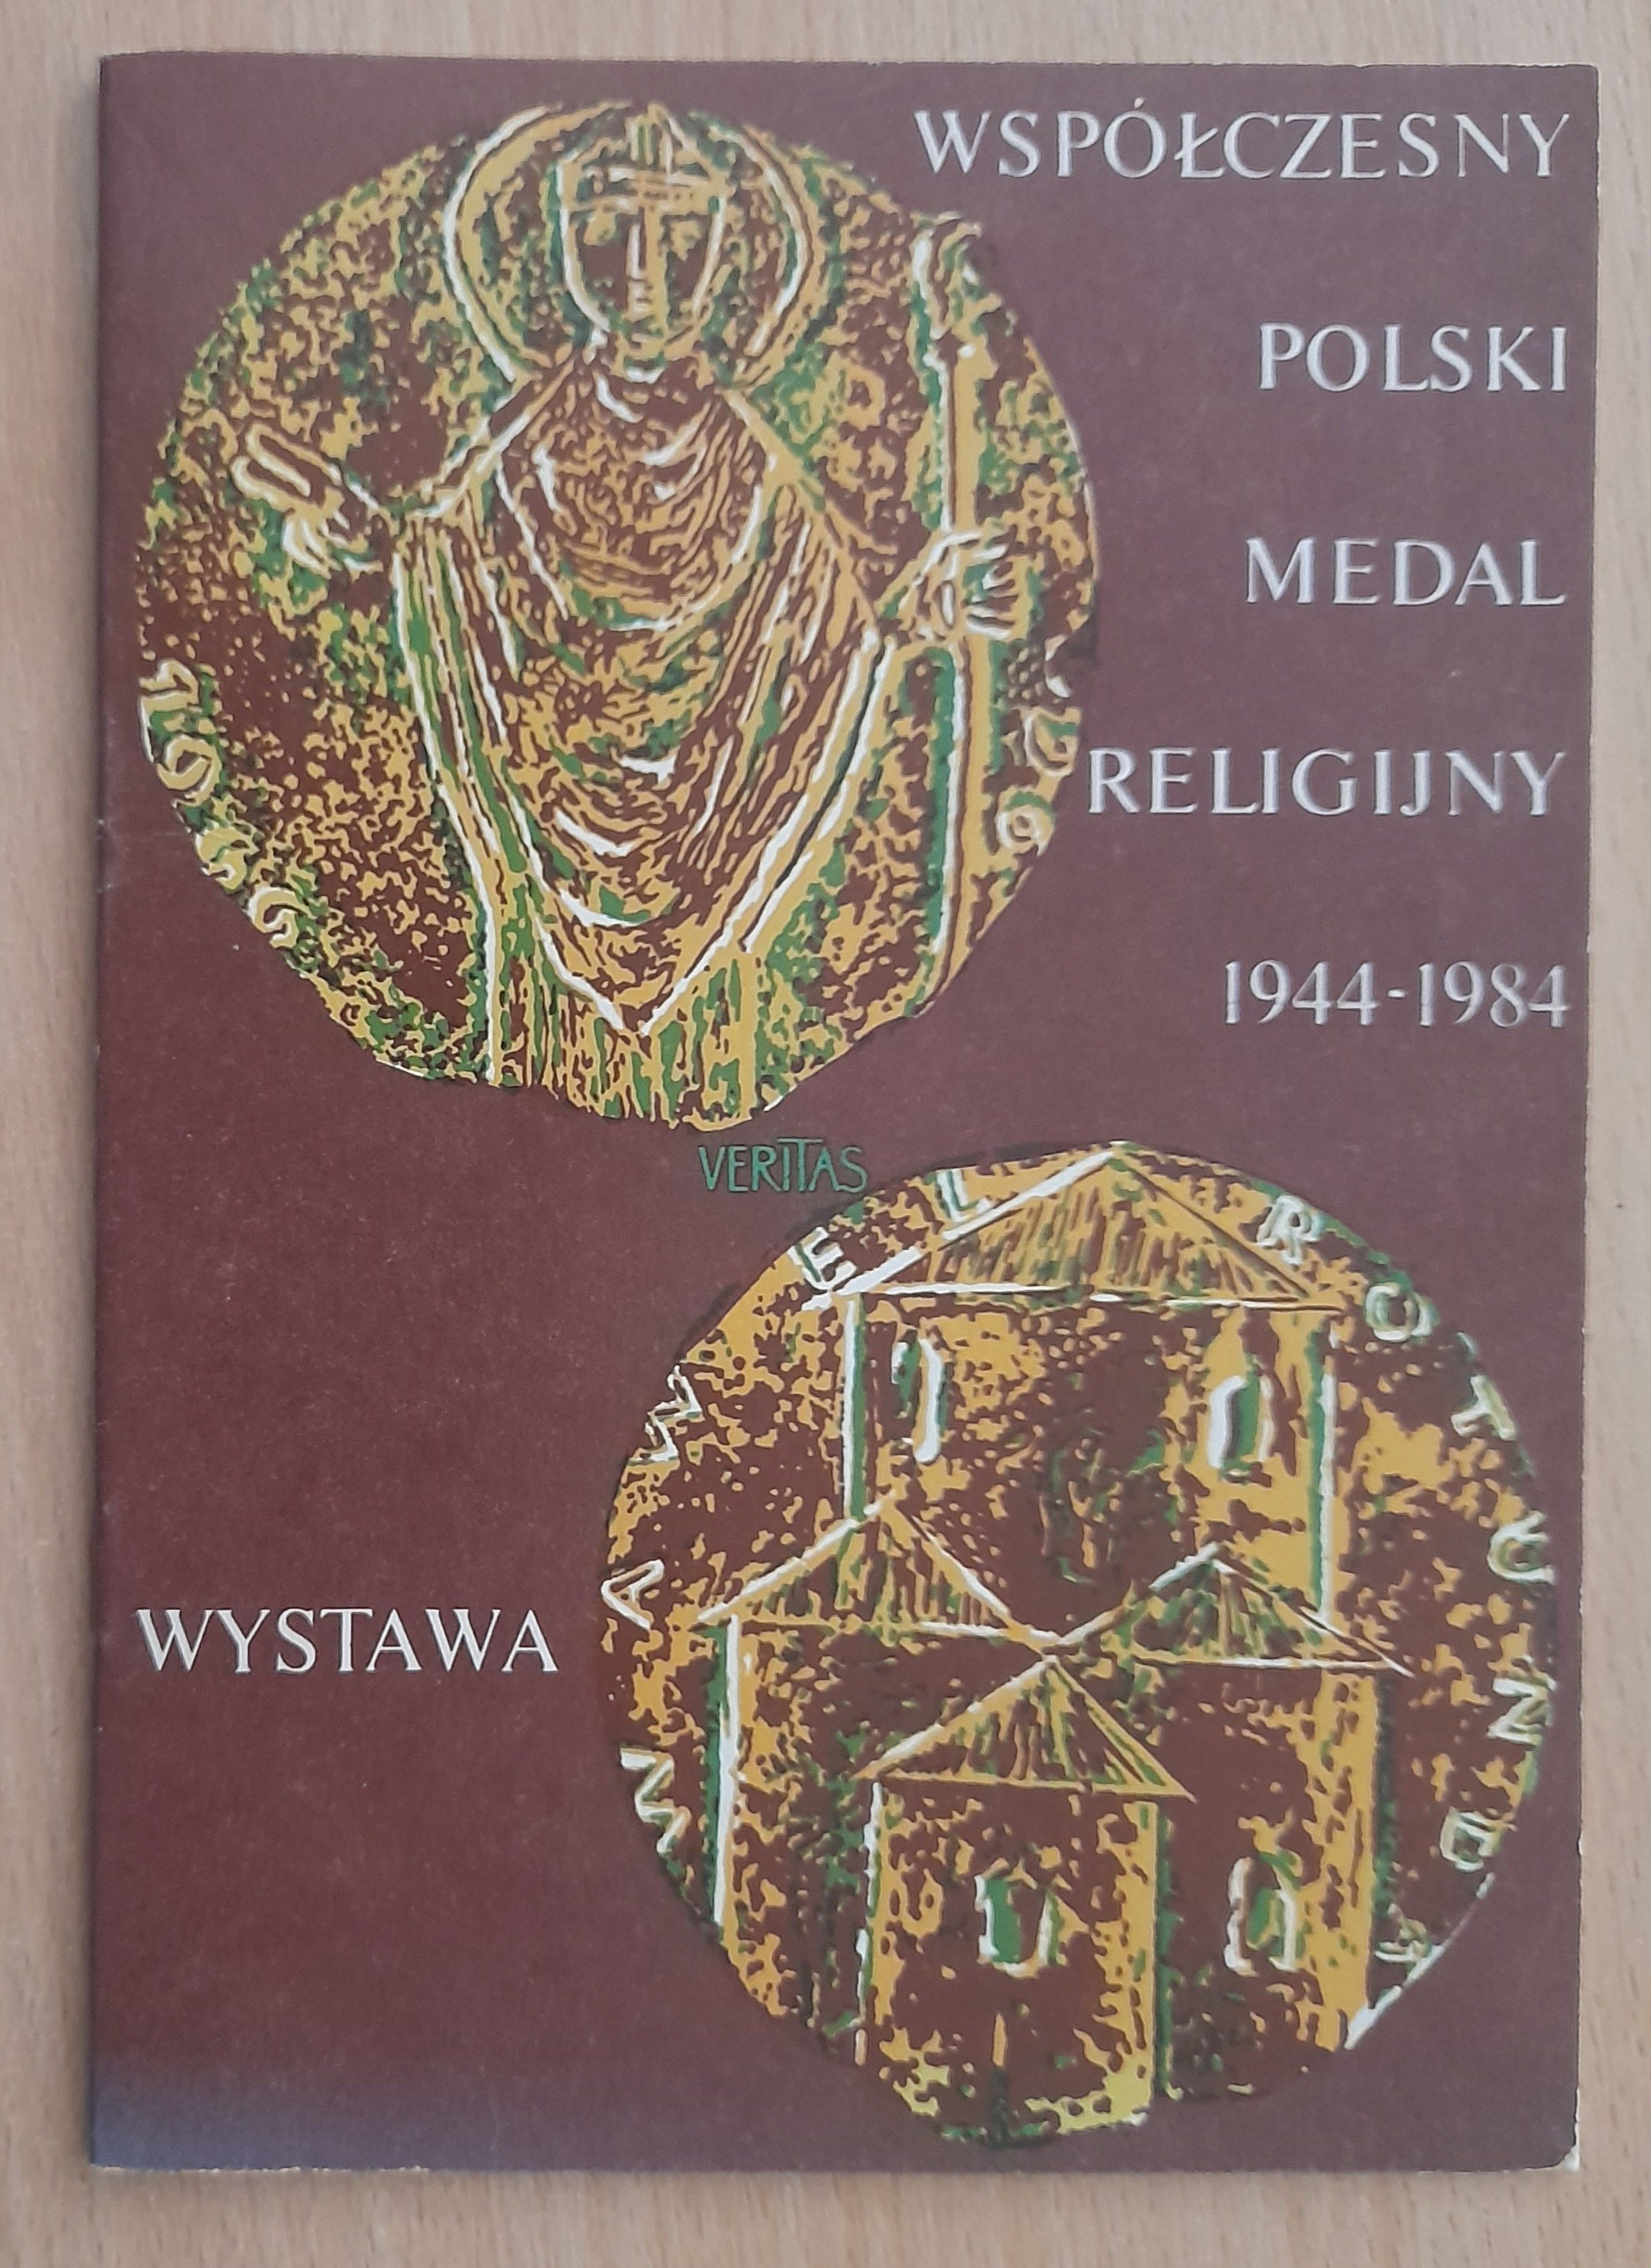 WSPÓŁCZESNY
POLSKI
MEDAL
RELIGIJNY
1944-1984
VERITAS
WYSTAWA